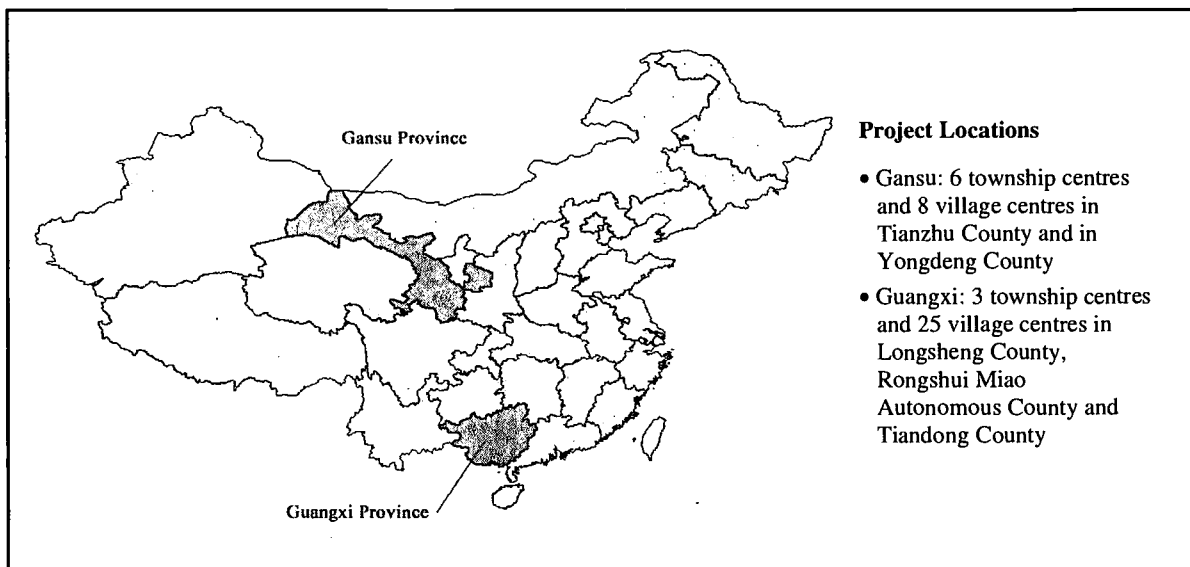 Gansu Province
Guangxi Province
Project Locations
• Gansu: 6 township centres
and 8 village centres in
Tianzhu County and in
Yongdeng County
• Guangxi: 3 township centres
and 25 village centres in
Longsheng County,
Rongshui Miao
Autonomous County and
Tiandong County